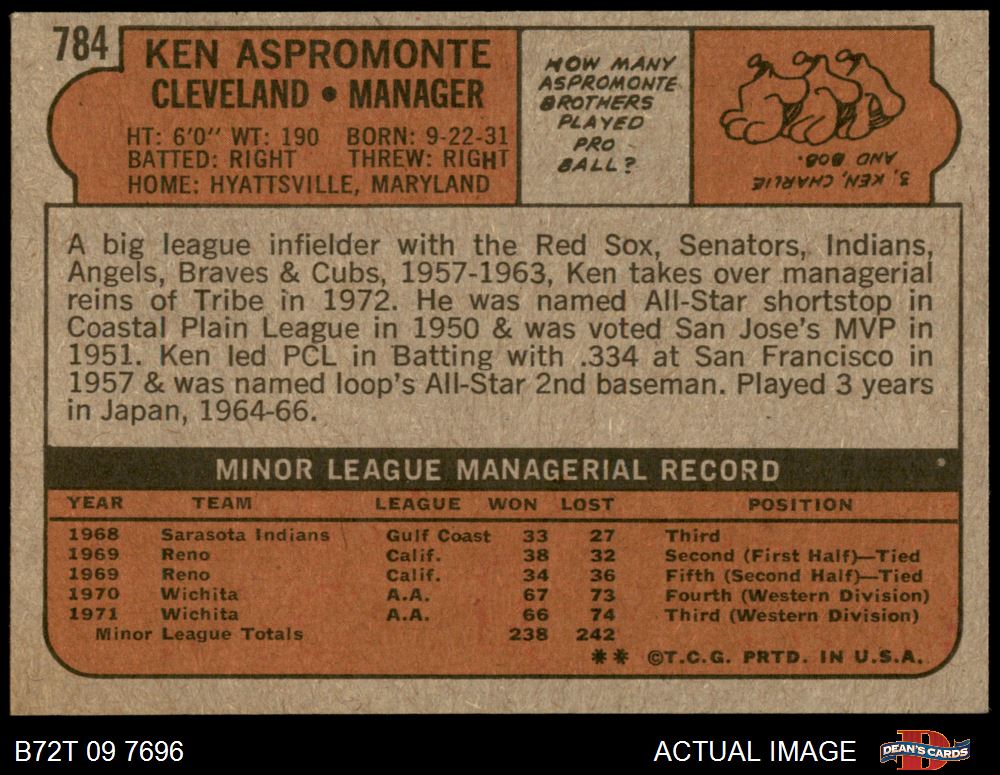 784
KEN ASPROMONTE
CLEVELAND • MANAGER
HT: 6'0" WT: 190 BORN: 9-22-31
BATTED: RIGHT THREW: RIGHT
HOME: HYATTSVILLE, MARYLAND
HOW MANY
ASPROMONTE
BROTHERS
PLAYED
PRO
BALL?
3, KEN, CHARLIE
AND BOB.
A big league infielder with the Red Sox, Senators, Indians,
Angels, Braves & Cubs, 1957-1963, Ken takes over managerial
reins of Tribe in 1972. He was named All-Star shortstop in
Coastal Plain League in 1950 & was voted San Jose's MVP in
1951. Ken led PCL in Batting with .334 at San Francisco in
1957 & was named loop's All-Star 2nd baseman. Played 3 years
in Japan, 1964-66.
MINOR LEAGUE MANAGERIAL RECORD
YEAR TEAM LEAGUE WON LOST POSITION
1968 Sarasota Indians Gulf Coast 33 27 Third
1969 Reno Calif. 38 32 Second (First Half)—Tied
1969 Reno Calif. 34 36 Fifth (Second Half)—Tied
1970 Wichita A.A. 67 73 Fourth (Western Division)
1971 Wichita A.A. 66 74 Third (Western Division)
Minor League Totals 238 242
** ©T.C.G. PRTD. IN U.S.A.
B72T 09 7696 ACTUAL IMAGE DEAN'S CARDS